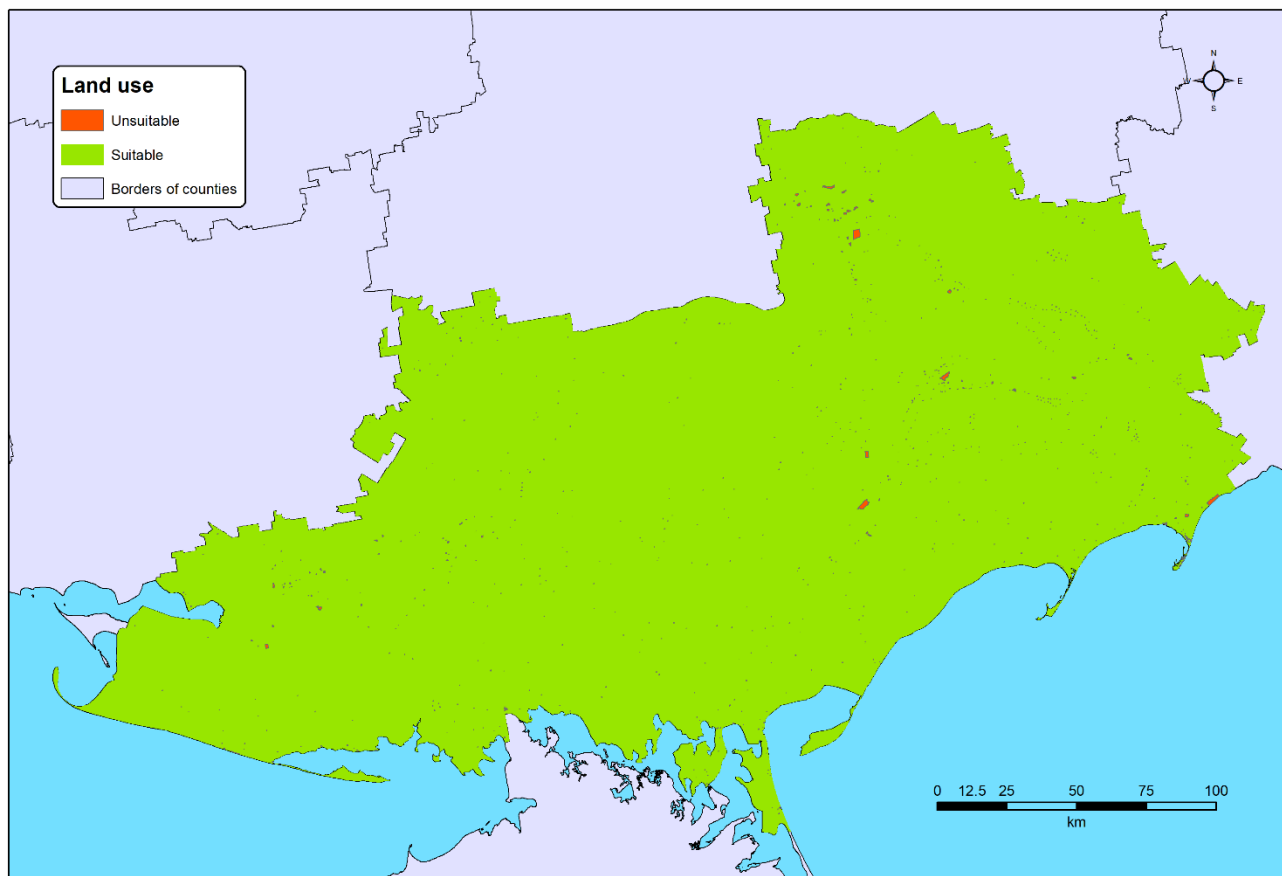 Land use
Unsuitable
Suitable
Borders of counties
N
W E
S
0 12.5 25 50 75 100
km